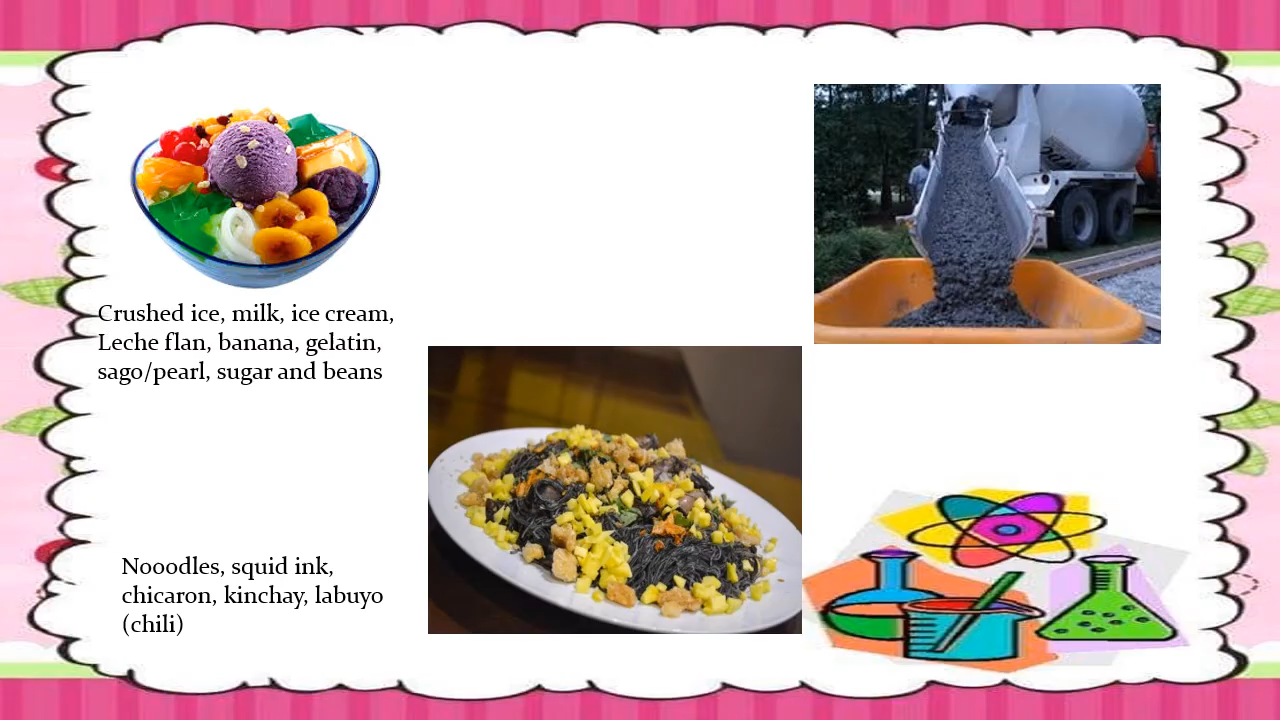 Crushed ice, milk, ice cream,
Leche flan, banana, gelatin,
sago/pearl, sugar and beans
Nooodles, squid ink,
chicaron, kinchay, labuyo
(chili)